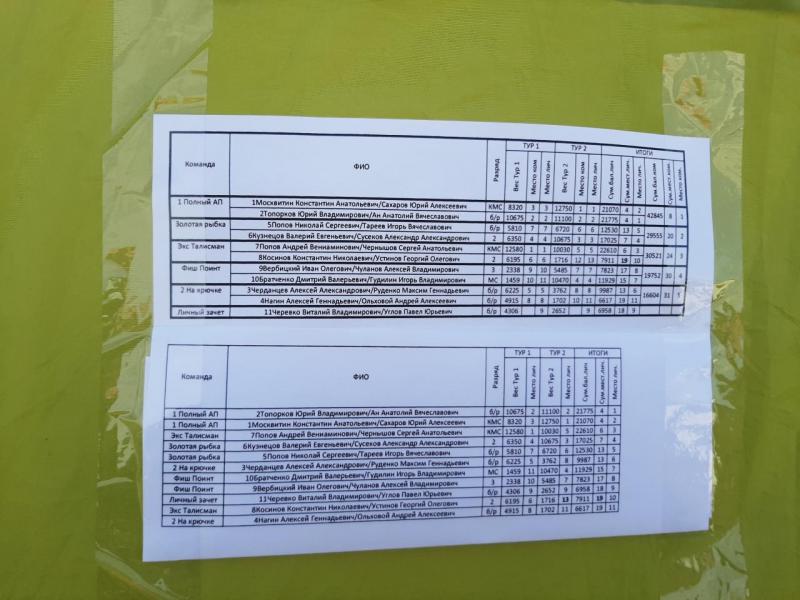 Команда ФИО Разряд ТУР 1 ТУР 2 ИТОГИ
Вес Тур 1 Место ком Место лич Вес Тур 2 Место ком Место лич Сум.бал.лич Сум.мест.лич. Место лич. Сум.бал.ком Сум.мест.ком. Место ком.
1 Полный АП 1Москвитин Константин Анатольевич/Сахаров Юрий Алексеевич КМС 8320 3 3 12750 1 1 21070 4 2 42845 8 1
2Топорков Юрий Владимирович/Ан Анатолий Вячеславович б/р 10675 2 2 11100 2 2 21775 4 1
Золотая рыбка 5Попов Николай Сергеевич/Тареев Игорь Вячеславович б/р 5810 7 7 6720 6 6 12530 13 5 29555 20 2
6Кузнецов Валерий Евгеньевич/Сусеков Александр Александрович 2 6350 4 4 10675 3 3 17025 7 4
Экс Талисман 7Попов Андрей Вениаминович/Чернышов Сергей Анатольевич КМС 12580 1 1 10030 5 5 22610 6 3 30521 24 3
8Косинов Константин Николаевич/Устинов Георгий Олегович 2 6195 6 6 1716 12 13 7911 19 10
Фиш Поинт 9Вербицкий Иван Олегович/Чуланов Алексей Владимирович 3 2338 9 10 5485 7 7 7823 17 8 19752 30 4
10Братченко Дмитрий Валерьевич/Гудилин Игорь Владимирович МС 1459 10 11 10470 4 4 11929 15 7
2 На крючке 3Черданцев Алексей Александрович/Руденко Максим Геннадьевич б/р 6225 5 5 3762 8 8 9987 13 6 16604 31 5
4Нагин Алексей Геннадьевич/Ольховой Андрей Алексеевич б/р 4915 8 8 1702 10 11 6617 19 11
Личный зачет 11Черевко Виталий Владимирович/Углов Павел Юрьевич б/р 4306 9 2652 9 6958 18 9
Команда ФИО Разряд ТУР 1 ТУР 2 ИТОГИ
Вес Тур 1 Место лич Вес Тур 2 Место лич Сум.бал.лич Сум.мест.лич. Место лич.
1 Полный АП 2Топорков Юрий Владимирович/Ан Анатолий Вячеславович б/р 10675 2 11100 2 21775 4 1
1 Полный АП 1Москвитин Константин Анатольевич/Сахаров Юрий Алексеевич КМС 8320 3 12750 1 21070 4 2
Экс Талисман 7Попов Андрей Вениаминович/Чернышов Сергей Анатольевич КМС 12580 1 10030 5 22610 6 3
Золотая рыбка 6Кузнецов Валерий Евгеньевич/Сусеков Александр Александрович 2 6350 4 10675 3 17025 7 4
Золотая рыбка 5Попов Николай Сергеевич/Тареев Игорь Вячеславович б/р 5810 7 6720 6 12530 13 5
2 На крючке 3Черданцев Алексей Александрович/Руденко Максим Геннадьевич б/р 6225 5 3762 8 9987 13 6
Фиш Поинт 10Братченко Дмитрий Валерьевич/Гудилин Игорь Владимирович МС 1459 11 10470 4 11929 15 7
Фиш Поинт 9Вербицкий Иван Олегович/Чуланов Алексей Владимирович 3 2338 10 5485 7 7823 17 8
Личный зачет 11Черевко Виталий Владимирович/Углов Павел Юрьевич б/р 4306 9 2652 9 6958 18 9
Экс Талисман 8Косинов Константин Николаевич/Устинов Георгий Олегович 2 6195 6 1716 13 7911 19 10
2 На крючке 4Нагин Алексей Геннадьевич/Ольховой Андрей Алексеевич б/р 4915 8 1702 11 6617 19 11